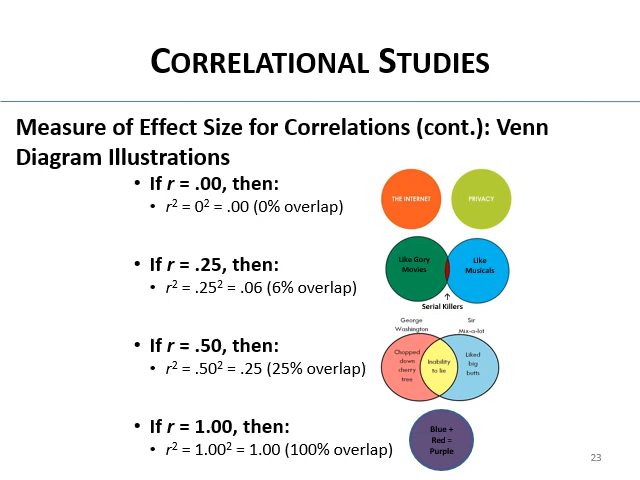 CORRELATIONAL STUDIES
Measure of Effect Size for Correlations (cont.): Venn
Diagram Illustrations
• If r = .00, then:
• r² = 0² = .00 (0% overlap)
THE INTERNET
PRIVACY
• If r = .25, then:
• r² = .25² = .06 (6% overlap)
Like Gory
Movies
Like
Musicals
↑
Serial Killers
• If r = .50, then:
• r² = .50² = .25 (25% overlap)
George
Washington
Sir
Mix-a-lot
Chopped
down
cherry
tree
Inability
to lie
Liked
big
butts
• If r = 1.00, then:
• r² = 1.00² = 1.00 (100% overlap)
Blue +
Red =
Purple
23